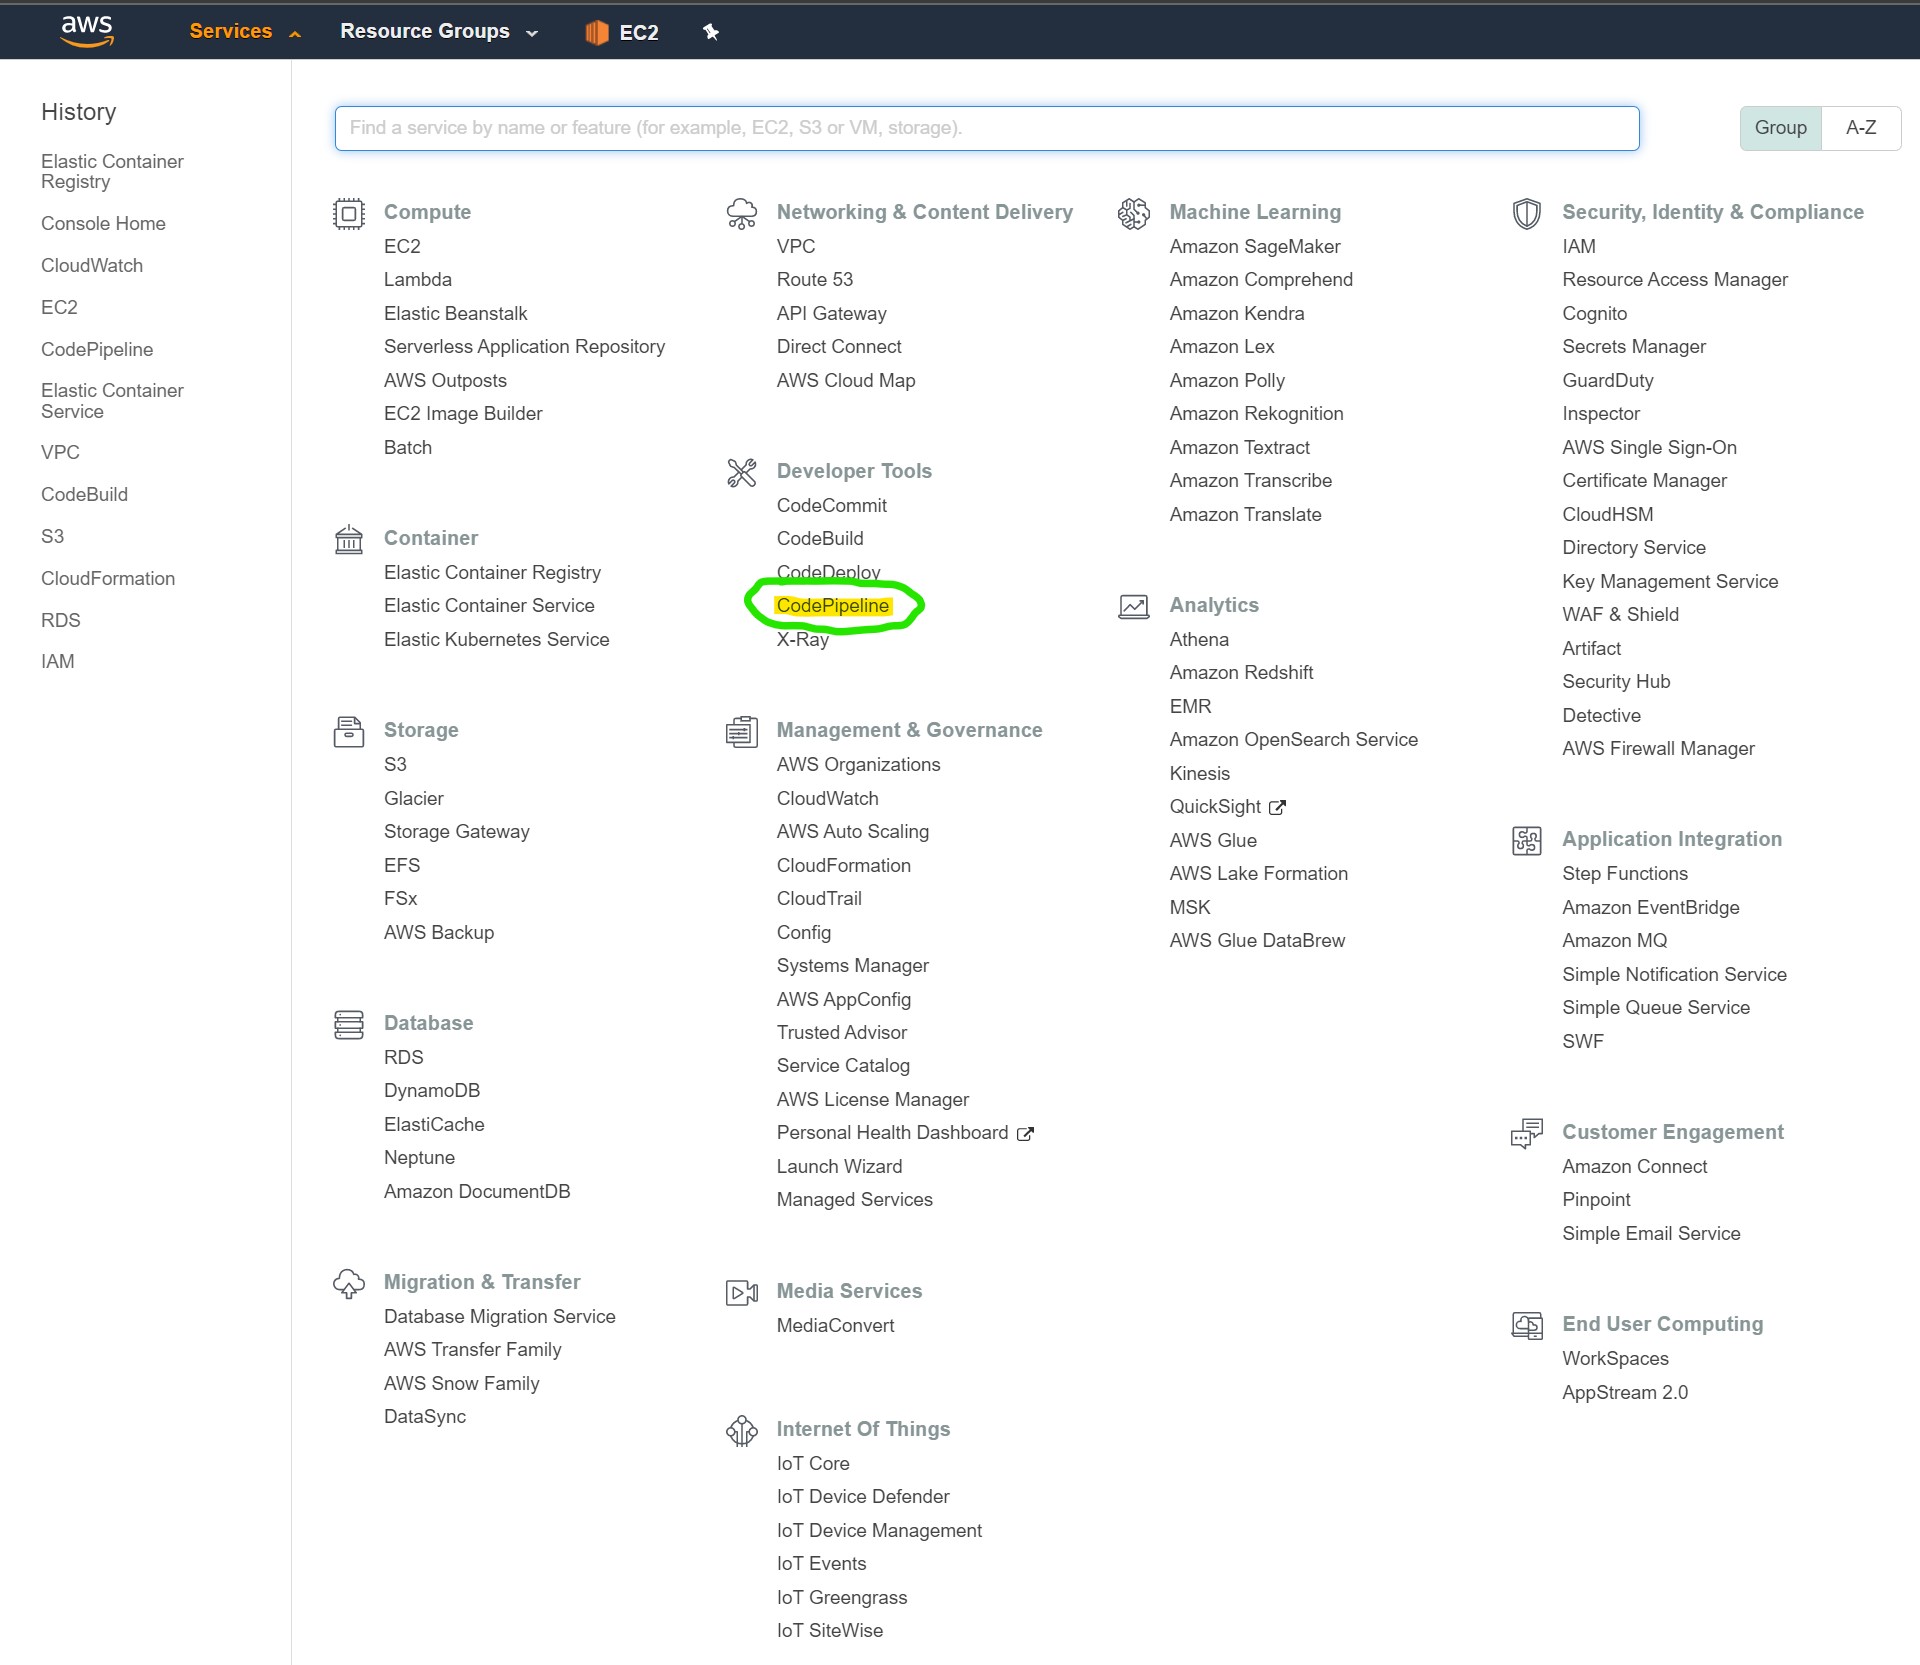 aws
Services
Resource Groups
EC2
History
Elastic Container
Registry
Console Home
CloudWatch
EC2
CodePipeline
Elastic Container
Service
VPC
CodeBuild
S3
CloudFormation
RDS
IAM
Find a service by name or feature (for example, EC2, S3 or VM, storage).
Group
A-Z
Compute
EC2
Lambda
Elastic Beanstalk
Serverless Application Repository
AWS Outposts
EC2 Image Builder
Batch
Container
Elastic Container Registry
Elastic Container Service
Elastic Kubernetes Service
Storage
S3
Glacier
Storage Gateway
EFS
FSx
AWS Backup
Database
RDS
DynamoDB
ElastiCache
Neptune
Amazon DocumentDB
Migration & Transfer
Database Migration Service
AWS Transfer Family
AWS Snow Family
DataSync
Networking & Content Delivery
VPC
Route 53
API Gateway
Direct Connect
AWS Cloud Map
Developer Tools
CodeCommit
CodeBuild
CodeDeploy
CodePipeline
X-Ray
Management & Governance
AWS Organizations
CloudWatch
AWS Auto Scaling
CloudFormation
CloudTrail
Config
Systems Manager
AWS AppConfig
Trusted Advisor
Service Catalog
AWS License Manager
Personal Health Dashboard
Launch Wizard
Managed Services
Media Services
MediaConvert
Internet Of Things
IoT Core
IoT Device Defender
IoT Device Management
IoT Events
IoT Greengrass
IoT SiteWise
Machine Learning
Amazon SageMaker
Amazon Comprehend
Amazon Kendra
Amazon Lex
Amazon Polly
Amazon Rekognition
Amazon Textract
Amazon Transcribe
Amazon Translate
Analytics
Athena
Amazon Redshift
EMR
Amazon OpenSearch Service
Kinesis
QuickSight
AWS Glue
AWS Lake Formation
MSK
AWS Glue DataBrew
Security, Identity & Compliance
IAM
Resource Access Manager
Cognito
Secrets Manager
GuardDuty
Inspector
AWS Single Sign-On
Certificate Manager
CloudHSM
Directory Service
Key Management Service
WAF & Shield
Artifact
Security Hub
Detective
AWS Firewall Manager
Application Integration
Step Functions
Amazon EventBridge
Amazon MQ
Simple Notification Service
Simple Queue Service
SWF
Customer Engagement
Amazon Connect
Pinpoint
Simple Email Service
End User Computing
WorkSpaces
AppStream 2.0